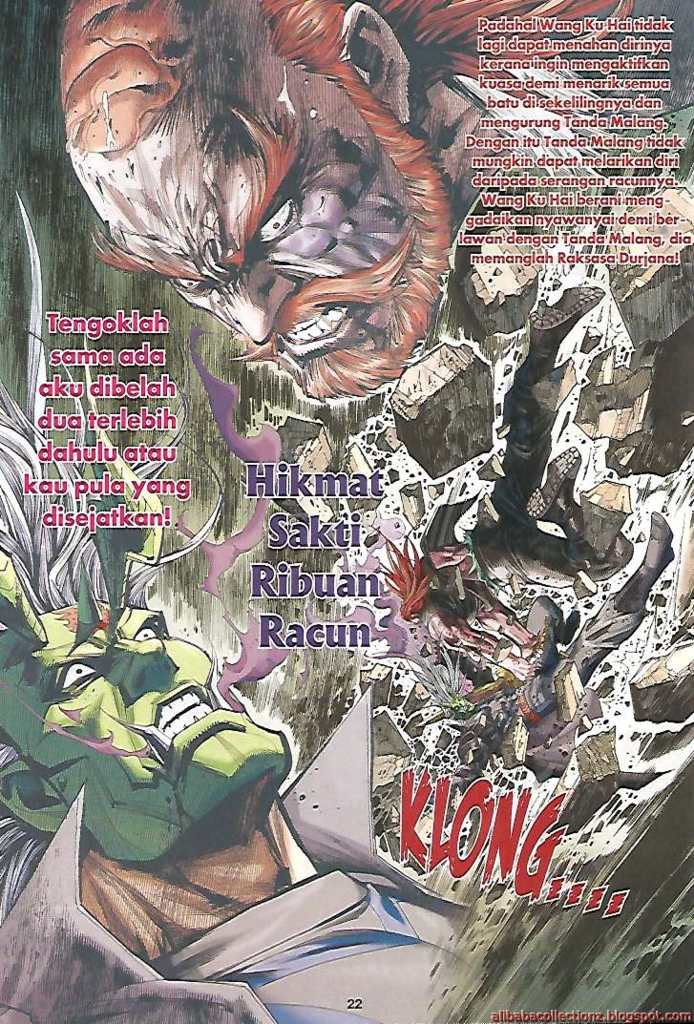 Padahal Wang Ku Hai tidak
lagi dapat menahan dirinya
kerana ingin mengaktifkan
kuasa demi menarik semua
batu di sekelilingnya dan
mengurung Tanda Malang.
Dengan itu Tanda Malang tidak
mungkin dapat melarikan diri
daripada serangan racunnya.
Wang Ku Hai berani meng-
gadaikan nyawanyai demi ber-
lawan dengan Tanda Malang, dia
memanglah Raksasa Durjana!
Tengoklah
sama ada
aku dibelah
dua terlebih
dahulu atau
kau pula yang
disejatkan!
Hikmat
Sakti
Ribuan
Racun
KLONG....
22
alibabacollectionz.blogspot.com